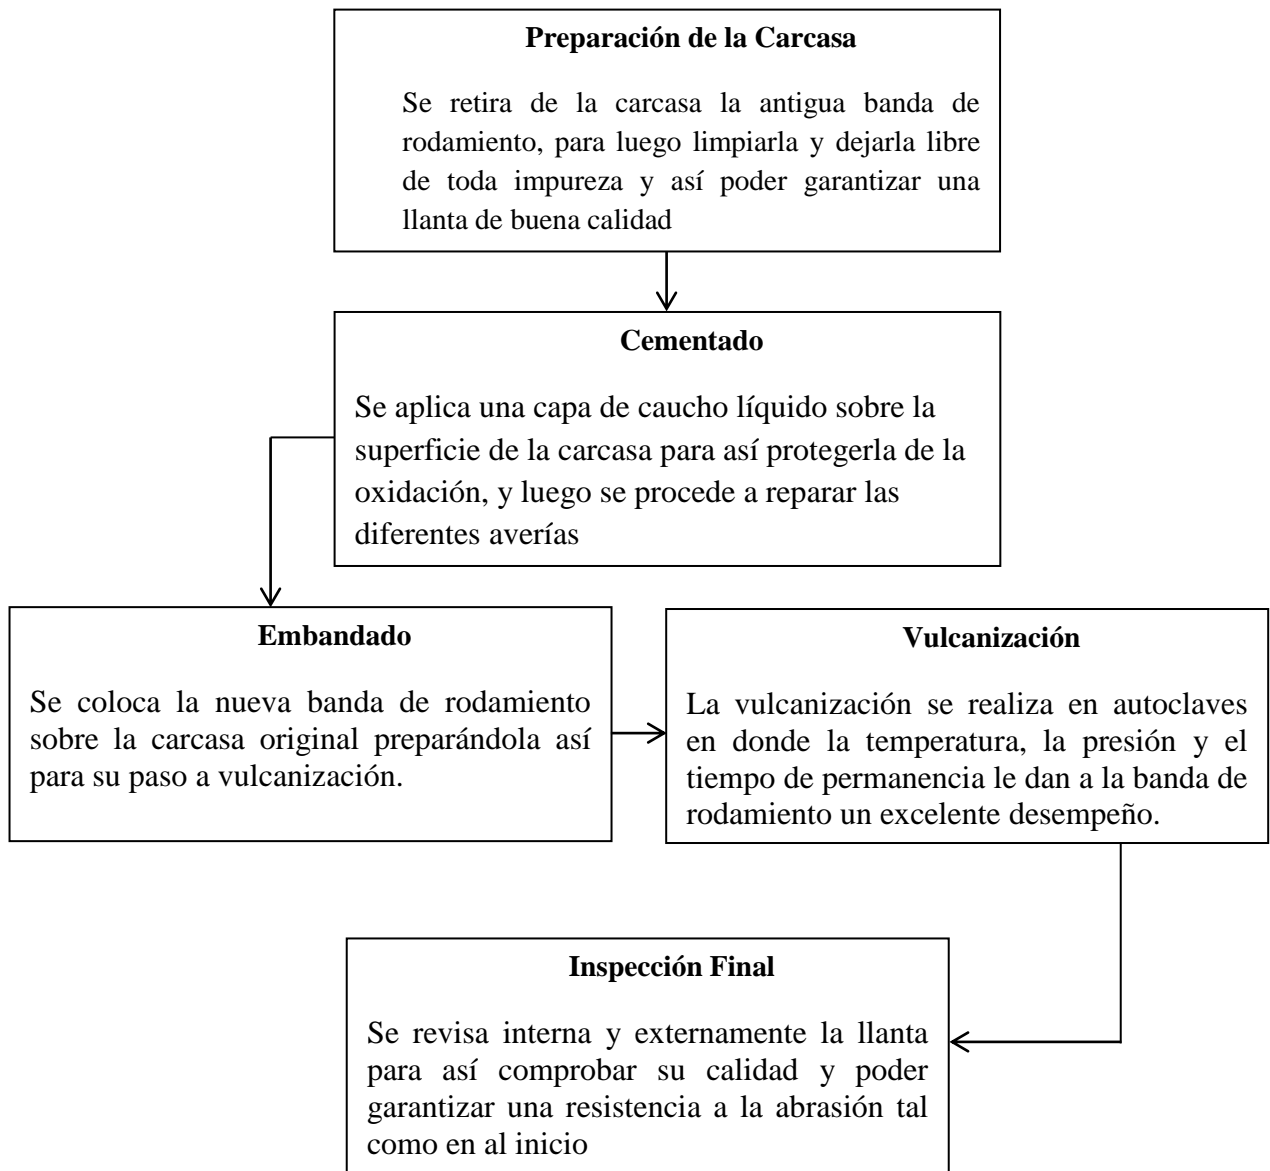 Preparación de la Carcasa
Se retira de la carcasa la antigua banda de
rodamiento, para luego limpiarla y dejarla libre
de toda impureza y así poder garantizar una
llanta de buena calidad
Cementado
Se aplica una capa de caucho líquido sobre la
superficie de la carcasa para así protegerla de la
oxidación, y luego se procede a reparar las
diferentes averías
Embandado
Se coloca la nueva banda de rodamiento
sobre la carcasa original preparándola así
para su paso a vulcanización.
Vulcanización
La vulcanización se realiza en autoclaves
en donde la temperatura, la presión y el
tiempo de permanencia le dan a la banda de
rodamiento un excelente desempeño.
Inspección Final
Se revisa interna y externamente la llanta
para así comprobar su calidad y poder
garantizar una resistencia a la abrasión tal
como en al inicio